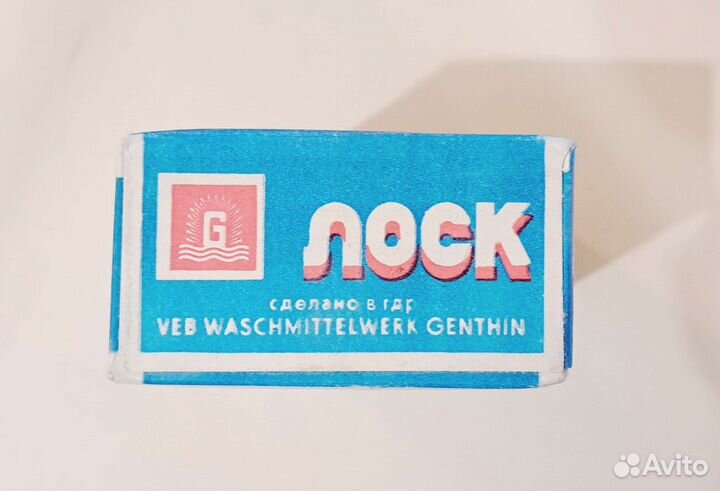 G
ЛОСК
сделано в гдр
VEB WASCHMITTELWERK GENTHIN
Avito